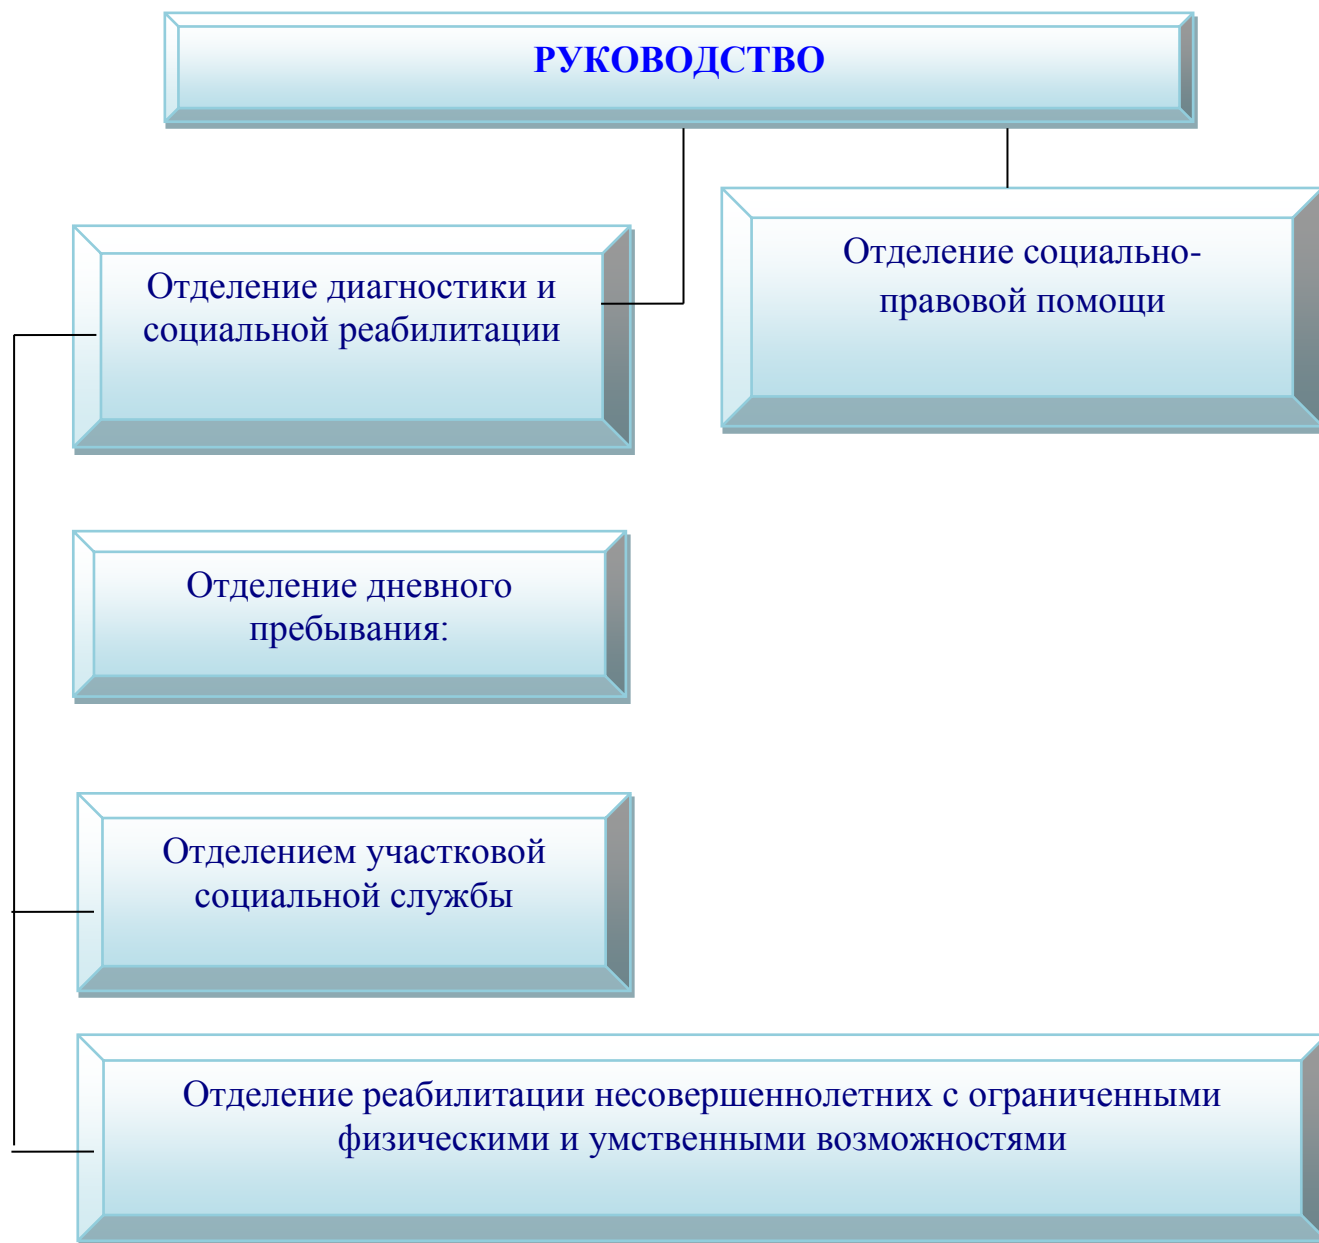 РУКОВОДСТВО
Отделение диагностики и
социальной реабилитации
Отделение социально-
правовой помощи
Отделение дневного
пребывания:
Отделением участковой
социальной службы
Отделение реабилитации несовершеннолетних с ограниченными
физическими и умственными возможностями